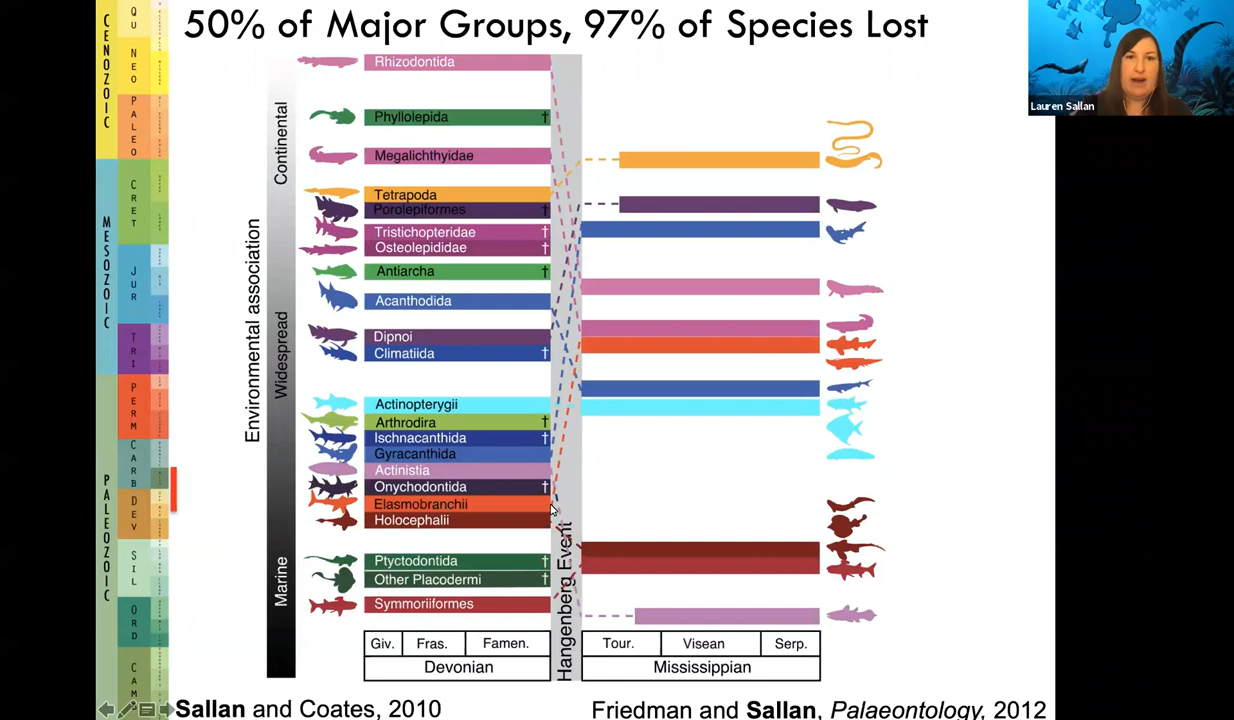 50% of Major Groups, 97% of Species Lost
Lauren Sallan
CENOZOIC
MESOZOIC
PALEOZOIC
QU
NEO
PALEO
CRET
JUR
TRI
PERM
CARB
DEV
SIL
ORD
CAM
Environmental association
Continental
Widespread
Marine
Rhizodontida
Phyllolepida †
Megalichthyidae
Tetrapoda
Porolepiformes †
Tristichopteridae †
Osteolepididae †
Antiarcha †
Acanthodida
Dipnoi
Climatiida †
Actinopterygii
Arthrodira †
Ischnacanthida †
Gyracanthida
Actinistia
Onychodontida †
Elasmobranchii
Holocephalii
Ptyctodontida †
Other Placodermi †
Symmoriiformes
Hangenberg Event
Giv. Fras. Famen. Tour. Visean Serp.
Devonian Mississippian
Sallan and Coates, 2010
Friedman and Sallan, Palaeontology, 2012